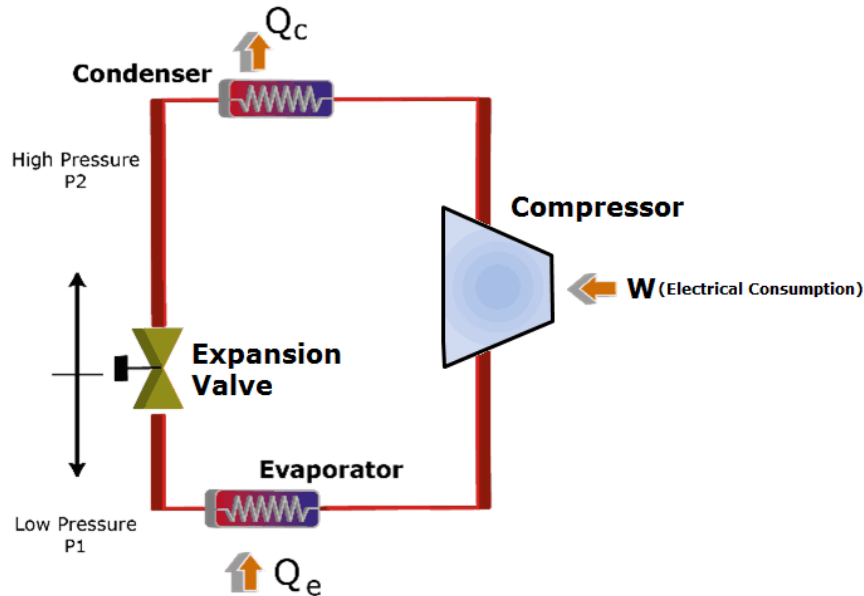 Qc
Condenser
High Pressure
P2
Compressor
W (Electrical Consumption)
Expansion
Valve
Evaporator
Low Pressure
P1
Qe